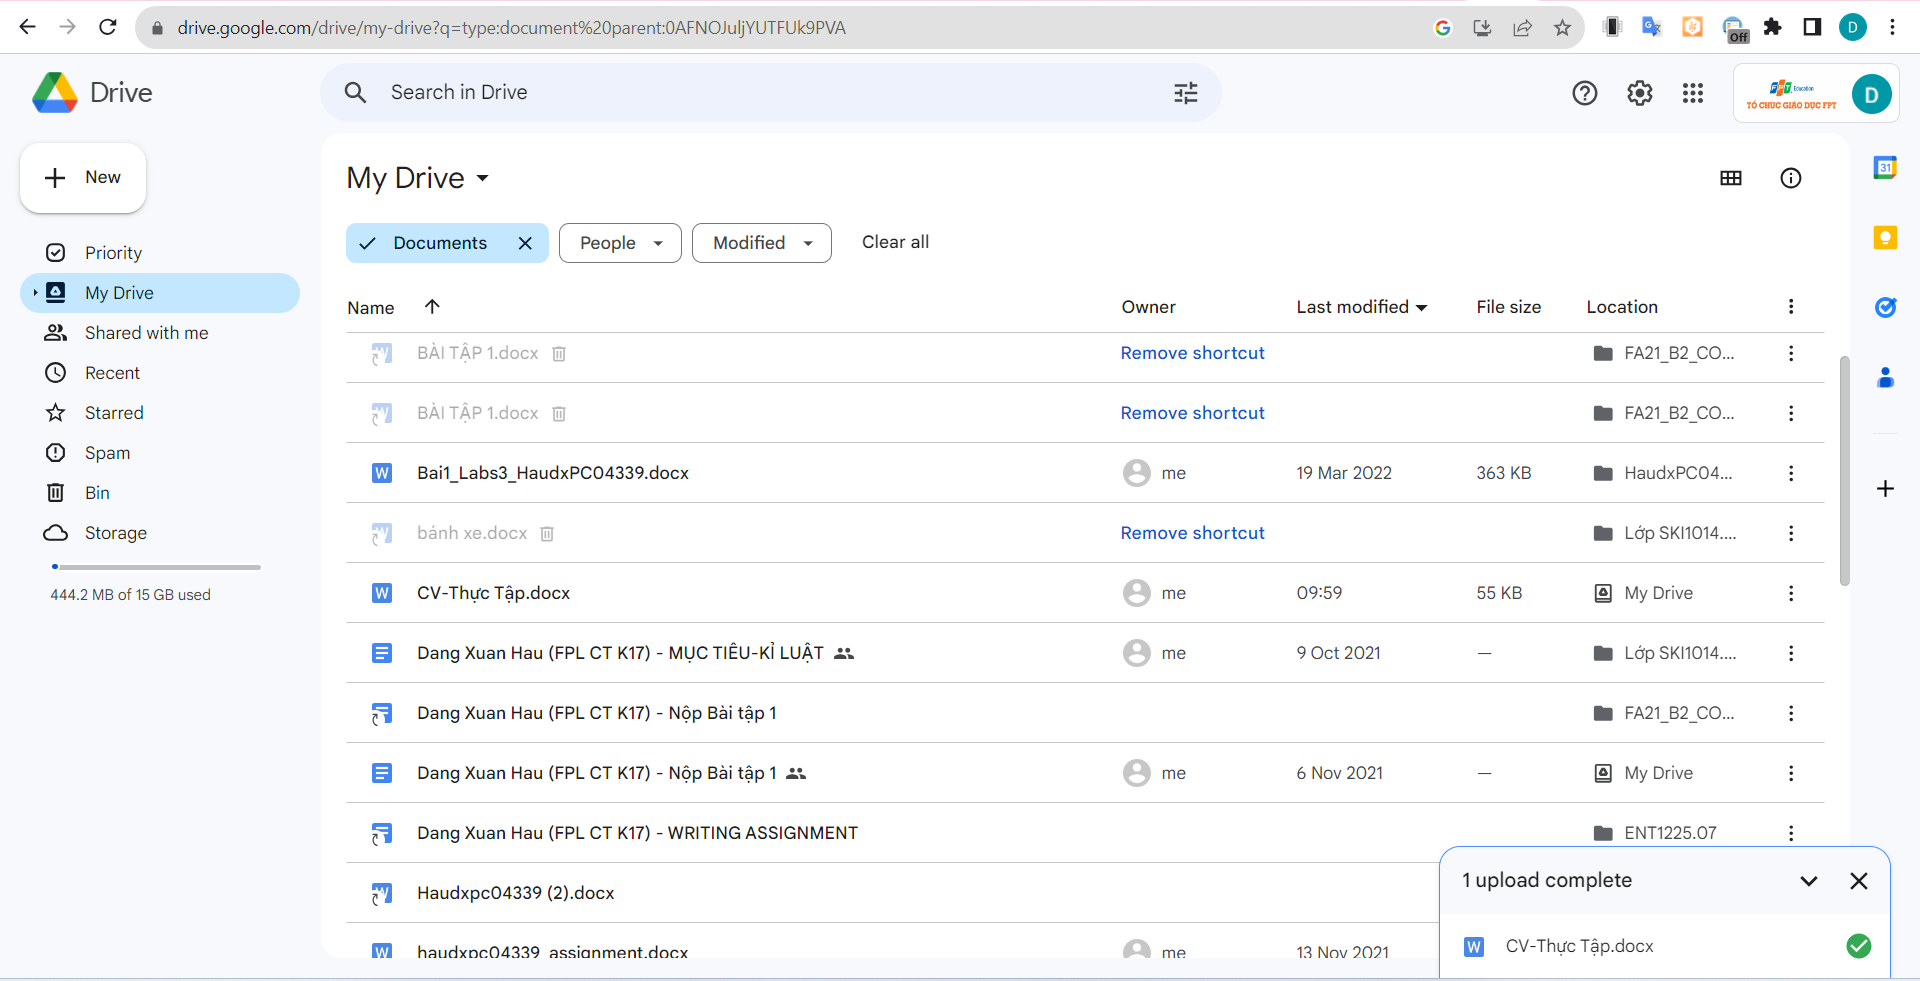 drive.google.com/drive/my-drive?q=type:document%20parent:0AFNOJuljYUTFUk9PVA
Off
D
Drive
Search in Drive
FPT Education
TỔ CHỨC GIÁO DỤC FPT
D
New
My Drive
31
Documents
People
Modified
Clear all
Priority
My Drive
Shared with me
Recent
Starred
Spam
Bin
Storage
444.2 MB of 15 GB used
Name Owner Last modified File size Location
BÀI TẬP 1.docx Remove shortcut FA21_B2_CO...
BÀI TẬP 1.docx Remove shortcut FA21_B2_CO...
W Bai1_Labs3_HaudxPC04339.docx me 19 Mar 2022 363 KB HaudxPC04...
bánh xe.docx Remove shortcut Lớp SKI1014....
W CV-Thực Tập.docx me 09:59 55 KB My Drive
Dang Xuan Hau (FPL CT K17) - MỤC TIÊU-KỈ LUẬT me 9 Oct 2021 — Lớp SKI1014....
Dang Xuan Hau (FPL CT K17) - Nộp Bài tập 1 FA21_B2_CO...
Dang Xuan Hau (FPL CT K17) - Nộp Bài tập 1 me 6 Nov 2021 — My Drive
Dang Xuan Hau (FPL CT K17) - WRITING ASSIGNMENT ENT1225.07
Haudxpc04339 (2).docx
W haudxpc04339_assignment.docx me 13 Nov 2021
1 upload complete
W CV-Thực Tập.docx